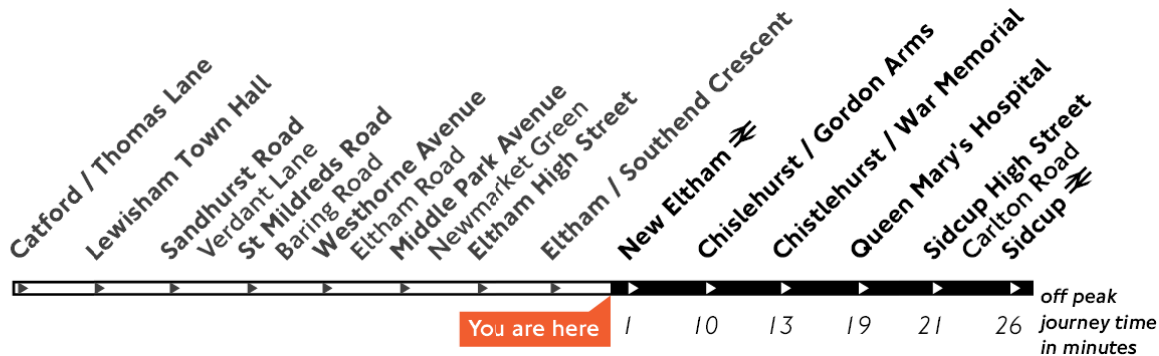 Catford / Thomas Lane
Lewisham Town Hall
Sandhurst Road
Verdant Lane
St Mildreds Road
Baring Road
Westhorne Avenue
Eltham Road
Middle Park Avenue
Newmarket Green
Eltham High Street
Eltham / Southend Crescent
New Eltham
Chislehurst / Gordon Arms
Chistlehurst / War Memorial
Queen Mary's Hospital
Sidcup High Street
Carlton Road
Sidcup
You are here
1 10 13 19 21 26
off peak
journey time
in minutes